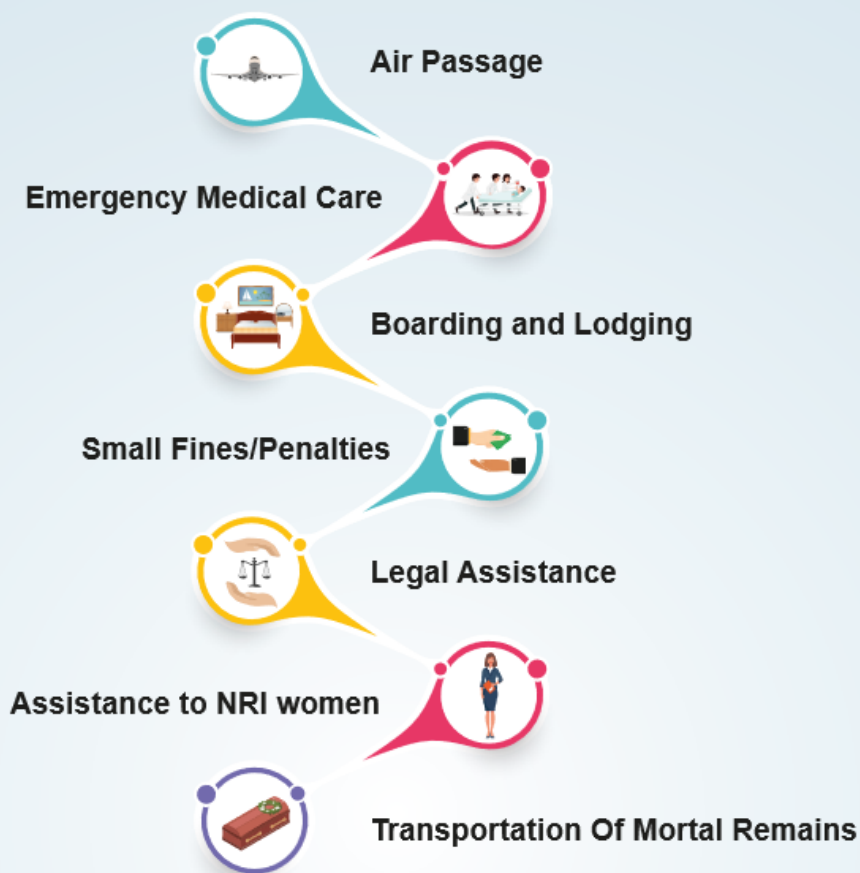 Air Passage
Emergency Medical Care
Boarding and Lodging
Small Fines/Penalties
Legal Assistance
Assistance to NRI women
Transportation Of Mortal Remains